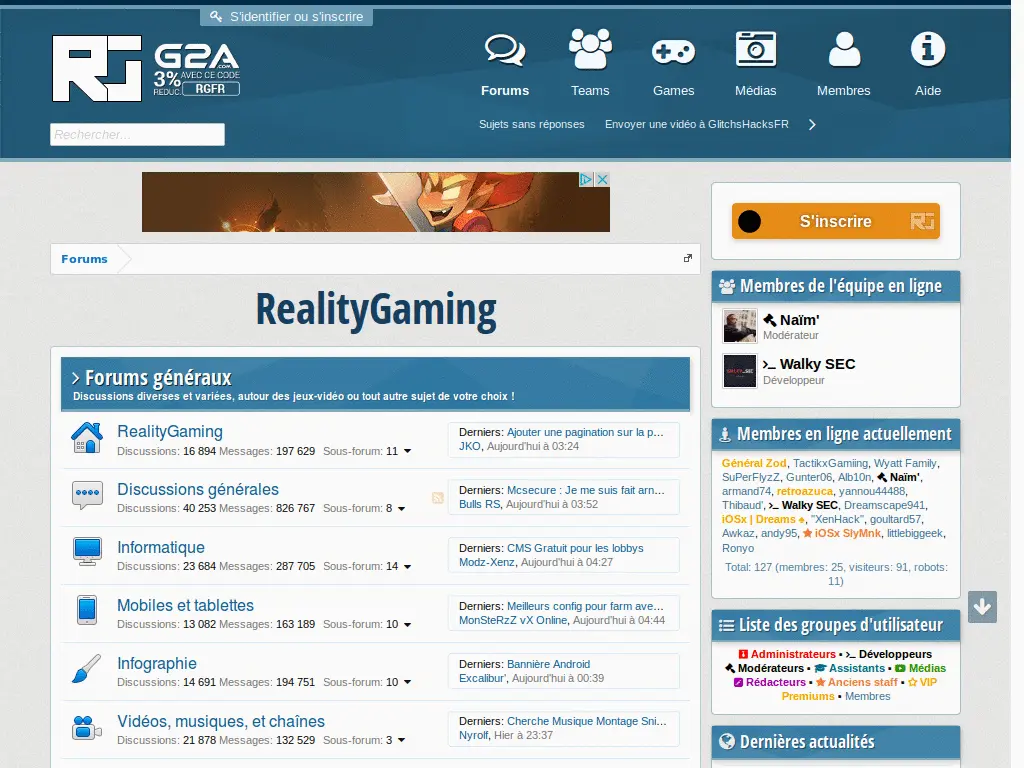 S'identifier ou s'inscrire
RG
G2A.COM
3% AVEC CE CODE
REDUC. RGFR
Rechercher...
Forums
Teams
Games
Médias
Membres
Aide
Sujets sans réponses
Envoyer une vidéo à GlitchsHacksFR
Forums
RealityGaming
Forums généraux
Discussions diverses et variées, autour des jeux-vidéo ou tout autre sujet de votre choix !
RealityGaming
Discussions: 16 894 Messages: 197 629 Sous-forum: 11
Derniers: Ajouter une pagination sur la p...
JKO, Aujourd'hui à 03:24
Discussions générales
Discussions: 40 253 Messages: 826 767 Sous-forum: 8
Derniers: Mcsecure : Je me suis fait arn...
Bulls RS, Aujourd'hui à 03:52
Informatique
Discussions: 23 684 Messages: 287 705 Sous-forum: 14
Derniers: CMS Gratuit pour les lobbys
Modz-Xenz, Aujourd'hui à 04:27
Mobiles et tablettes
Discussions: 13 082 Messages: 163 189 Sous-forum: 10
Derniers: Meilleurs config pour farm ave...
MonSteRzZ vX Online, Aujourd'hui à 04:44
Infographie
Discussions: 14 691 Messages: 194 751 Sous-forum: 10
Derniers: Bannière Android
Excalibur', Aujourd'hui à 00:39
Vidéos, musiques, et chaînes
Discussions: 21 878 Messages: 132 529 Sous-forum: 3
Derniers: Cherche Musique Montage Sni...
Nyrolf, Hier à 23:37
S'inscrire
Membres de l'équipe en ligne
Naïm'
Modérateur
Walky SEC
Développeur
Membres en ligne actuellement
Général Zod, TactikxGamiing, Wyatt Family,
SuPerFlyzZ, Gunter06, Alb10n, Naïm',
armand74, retroazuca, yannou44488,
Thibaud', Walky SEC, Dreamscape941,
iOSx | Dreams ♠, "XenHack", goultard57,
Awkaz, andy95, iOSx SlyMnk, littlebiggeek,
Ronyo
Total: 127 (membres: 25, visiteurs: 91, robots:
11)
Liste des groupes d'utilisateur
Administrateurs • Développeurs
Modérateurs • Assistants • Médias
Rédacteurs • Anciens staff • VIP
Premiums • Membres
Dernières actualités